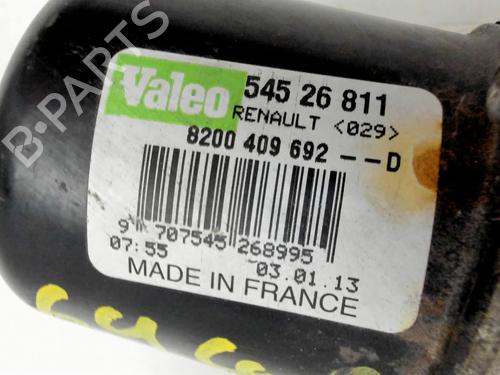 Valeo
545 26 811
RENAULT <029>
8200 409 692 -- D
9 707545 268995
07:55
03.01.13
MADE IN FRANCE